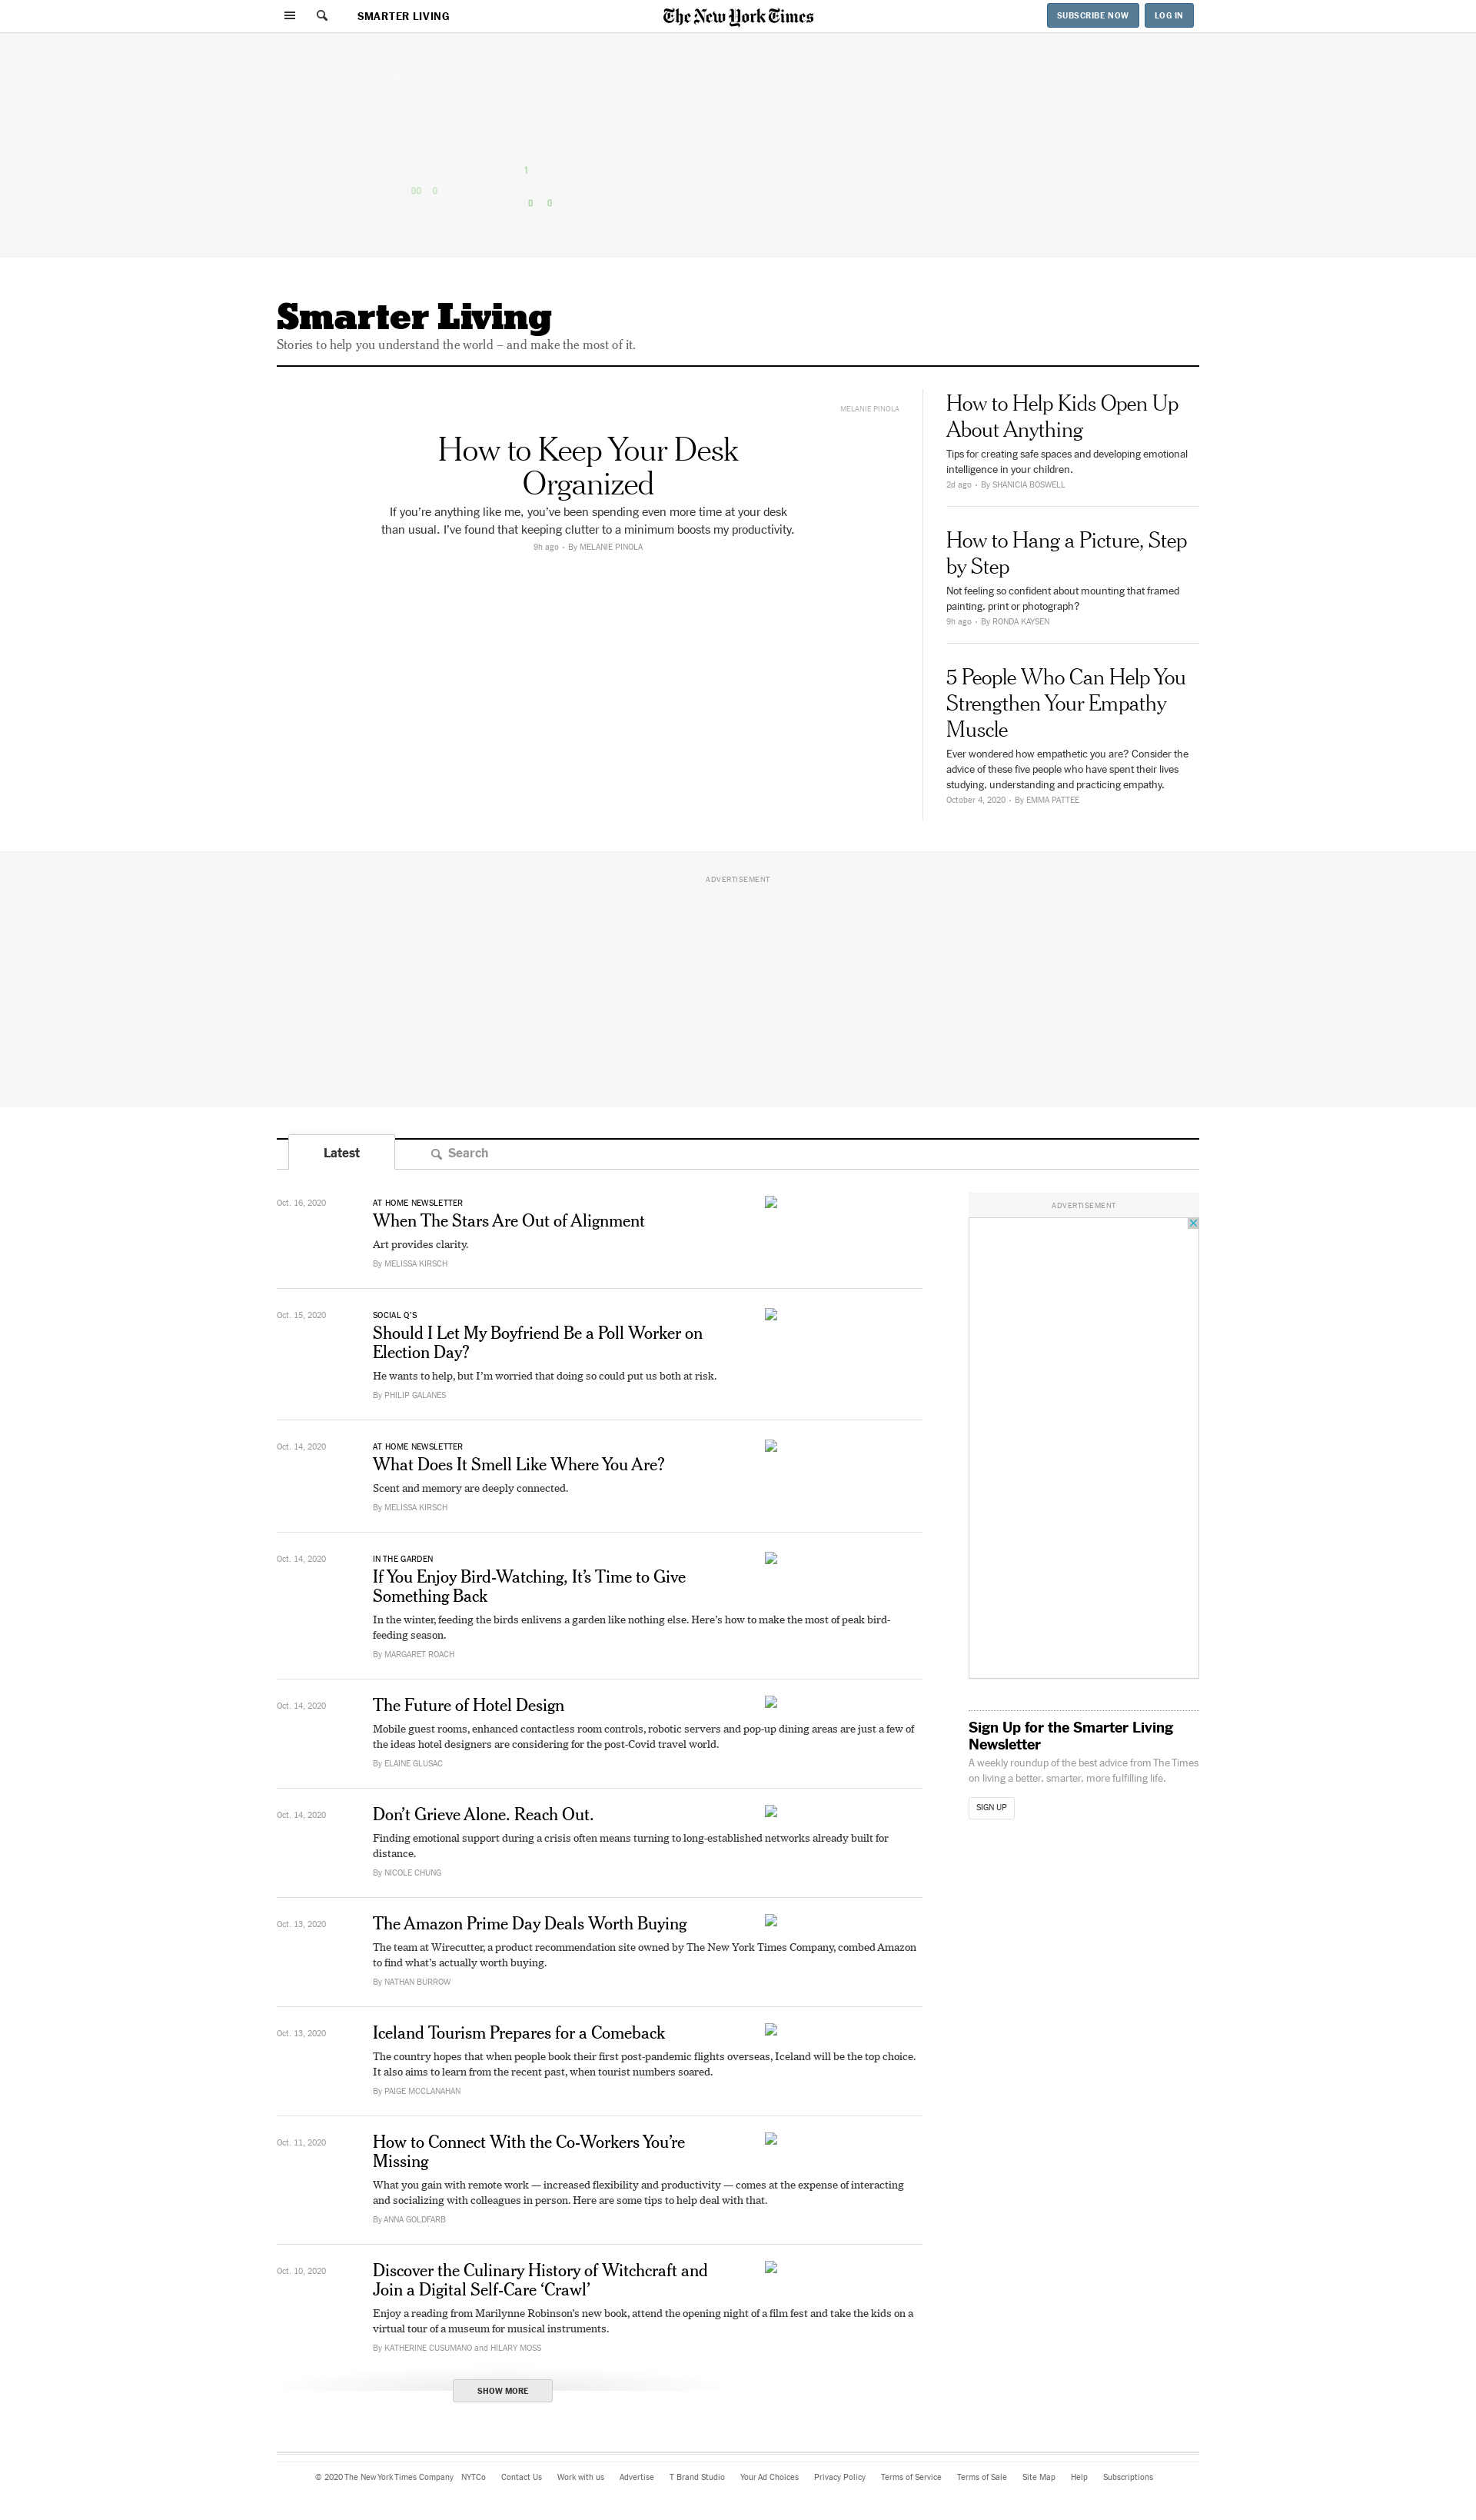 SMARTER LIVING
The New York Times
SUBSCRIBE NOW
LOG IN
1
00 0
0 0
Smarter Living
Stories to help you understand the world – and make the most of it.
MELANIE PINOLA
How to Keep Your Desk
Organized
If you’re anything like me, you’ve been spending even more time at your desk
than usual. I’ve found that keeping clutter to a minimum boosts my productivity.
9h ago • By MELANIE PINOLA
How to Help Kids Open Up
About Anything
Tips for creating safe spaces and developing emotional
intelligence in your children.
2d ago • By SHANICIA BOSWELL
How to Hang a Picture, Step
by Step
Not feeling so confident about mounting that framed
painting, print or photograph?
9h ago • By RONDA KAYSEN
5 People Who Can Help You
Strengthen Your Empathy
Muscle
Ever wondered how empathetic you are? Consider the
advice of these five people who have spent their lives
studying, understanding and practicing empathy.
October 4, 2020 • By EMMA PATTEE
ADVERTISEMENT
Latest
Search
Oct. 16, 2020
AT HOME NEWSLETTER
When The Stars Are Out of Alignment
Art provides clarity.
By MELISSA KIRSCH
Oct. 15, 2020
SOCIAL Q’S
Should I Let My Boyfriend Be a Poll Worker on
Election Day?
He wants to help, but I’m worried that doing so could put us both at risk.
By PHILIP GALANES
Oct. 14, 2020
AT HOME NEWSLETTER
What Does It Smell Like Where You Are?
Scent and memory are deeply connected.
By MELISSA KIRSCH
Oct. 14, 2020
IN THE GARDEN
If You Enjoy Bird-Watching, It’s Time to Give
Something Back
In the winter, feeding the birds enlivens a garden like nothing else. Here’s how to make the most of peak bird-
feeding season.
By MARGARET ROACH
Oct. 14, 2020
The Future of Hotel Design
Mobile guest rooms, enhanced contactless room controls, robotic servers and pop-up dining areas are just a few of
the ideas hotel designers are considering for the post-Covid travel world.
By ELAINE GLUSAC
Oct. 14, 2020
Don’t Grieve Alone. Reach Out.
Finding emotional support during a crisis often means turning to long-established networks already built for
distance.
By NICOLE CHUNG
Oct. 13, 2020
The Amazon Prime Day Deals Worth Buying
The team at Wirecutter, a product recommendation site owned by The New York Times Company, combed Amazon
to find what’s actually worth buying.
By NATHAN BURROW
Oct. 13, 2020
Iceland Tourism Prepares for a Comeback
The country hopes that when people book their first post-pandemic flights overseas, Iceland will be the top choice.
It also aims to learn from the recent past, when tourist numbers soared.
By PAIGE MCCLANAHAN
Oct. 11, 2020
How to Connect With the Co-Workers You’re
Missing
What you gain with remote work — increased flexibility and productivity — comes at the expense of interacting
and socializing with colleagues in person. Here are some tips to help deal with that.
By ANNA GOLDFARB
Oct. 10, 2020
Discover the Culinary History of Witchcraft and
Join a Digital Self-Care ‘Crawl’
Enjoy a reading from Marilynne Robinson’s new book, attend the opening night of a film fest and take the kids on a
virtual tour of a museum for musical instruments.
By KATHERINE CUSUMANO and HILARY MOSS
SHOW MORE
ADVERTISEMENT
Sign Up for the Smarter Living
Newsletter
A weekly roundup of the best advice from The Times
on living a better, smarter, more fulfilling life.
SIGN UP
© 2020 The New York Times Company NYTCo Contact Us Work with us Advertise T Brand Studio Your Ad Choices Privacy Policy Terms of Service Terms of Sale Site Map Help Subscriptions